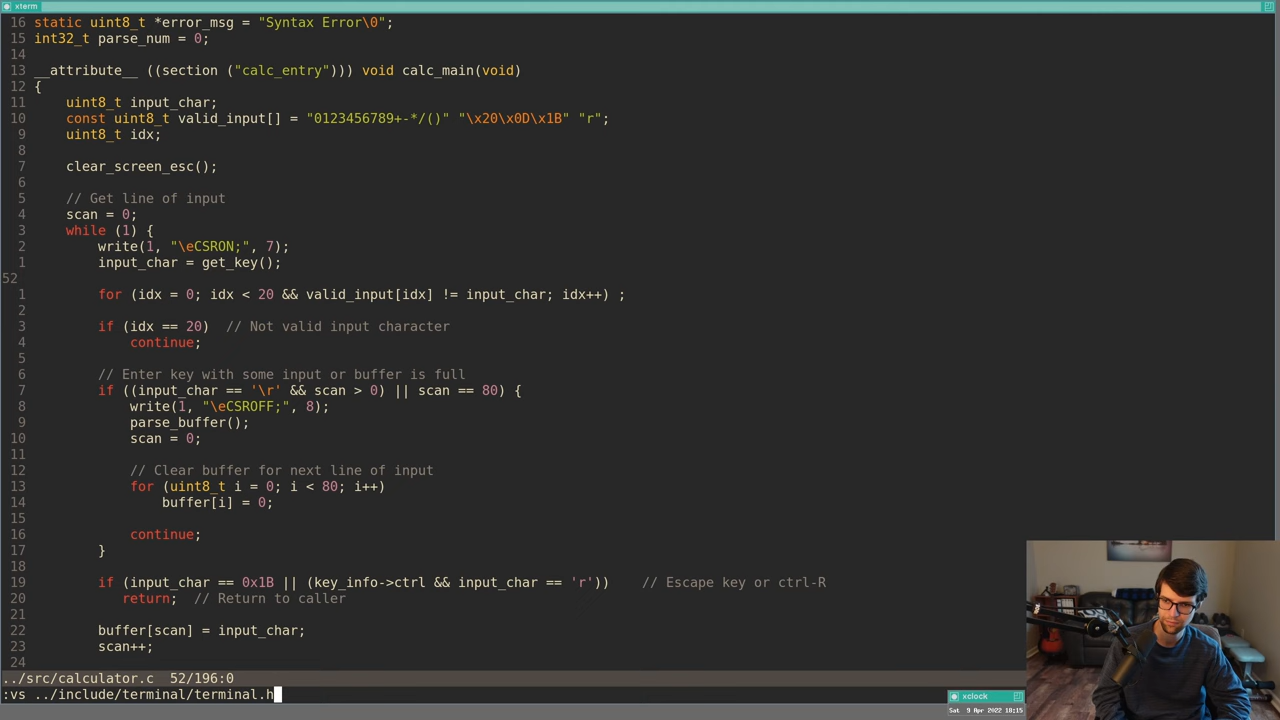 xterm
16 static uint8_t *error_msg = "Syntax Error\0";
15 int32_t parse_num = 0;
14
13 __attribute__ ((section ("calc_entry"))) void calc_main(void)
12 {
11     uint8_t input_char;
10     const uint8_t valid_input[] = "0123456789+-*/()" "\x20\x0D\x1B" "r";
9     uint8_t idx;
8
7     clear_screen_esc();
6
5     // Get line of input
4     scan = 0;
3     while (1) {
2         write(1, "\eCSRON;", 7);
1         input_char = get_key();
52
1         for (idx = 0; idx < 20 && valid_input[idx] != input_char; idx++) ;
2
3         if (idx == 20)  // Not valid input character
4             continue;
5
6         // Enter key with some input or buffer is full
7         if ((input_char == '\r' && scan > 0) || scan == 80) {
8             write(1, "\eCSROFF;", 8);
9             parse_buffer();
10             scan = 0;
11
12             // Clear buffer for next line of input
13             for (uint8_t i = 0; i < 80; i++)
14                 buffer[i] = 0;
15
16             continue;
17         }
18
19         if (input_char == 0x1B || (key_info->ctrl && input_char == 'r'))    // Escape key or ctrl-R
20            return;  // Return to caller
21
22         buffer[scan] = input_char;
23         scan++;
24
../src/calculator.c  52/196:0
:vs ../include/terminal/terminal.h
xclock
Sat  9 Apr 2022 18:15